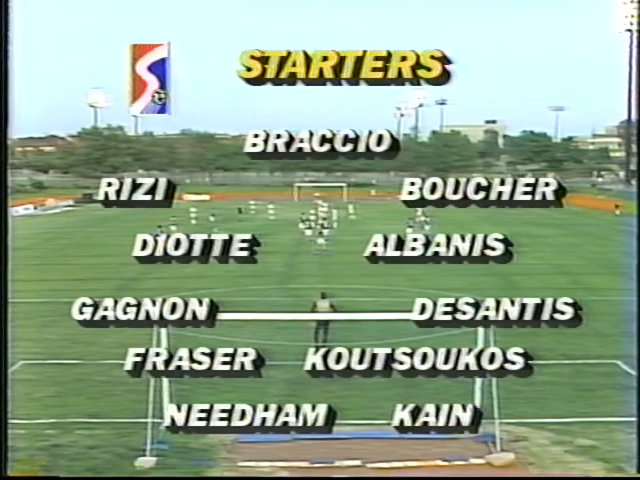 STARTERS
BRACCIO
RIZI BOUCHER
DIOTTE ALBANIS
GAGNON DESANTIS
FRASER KOUTSOUKOS
NEEDHAM KAIN